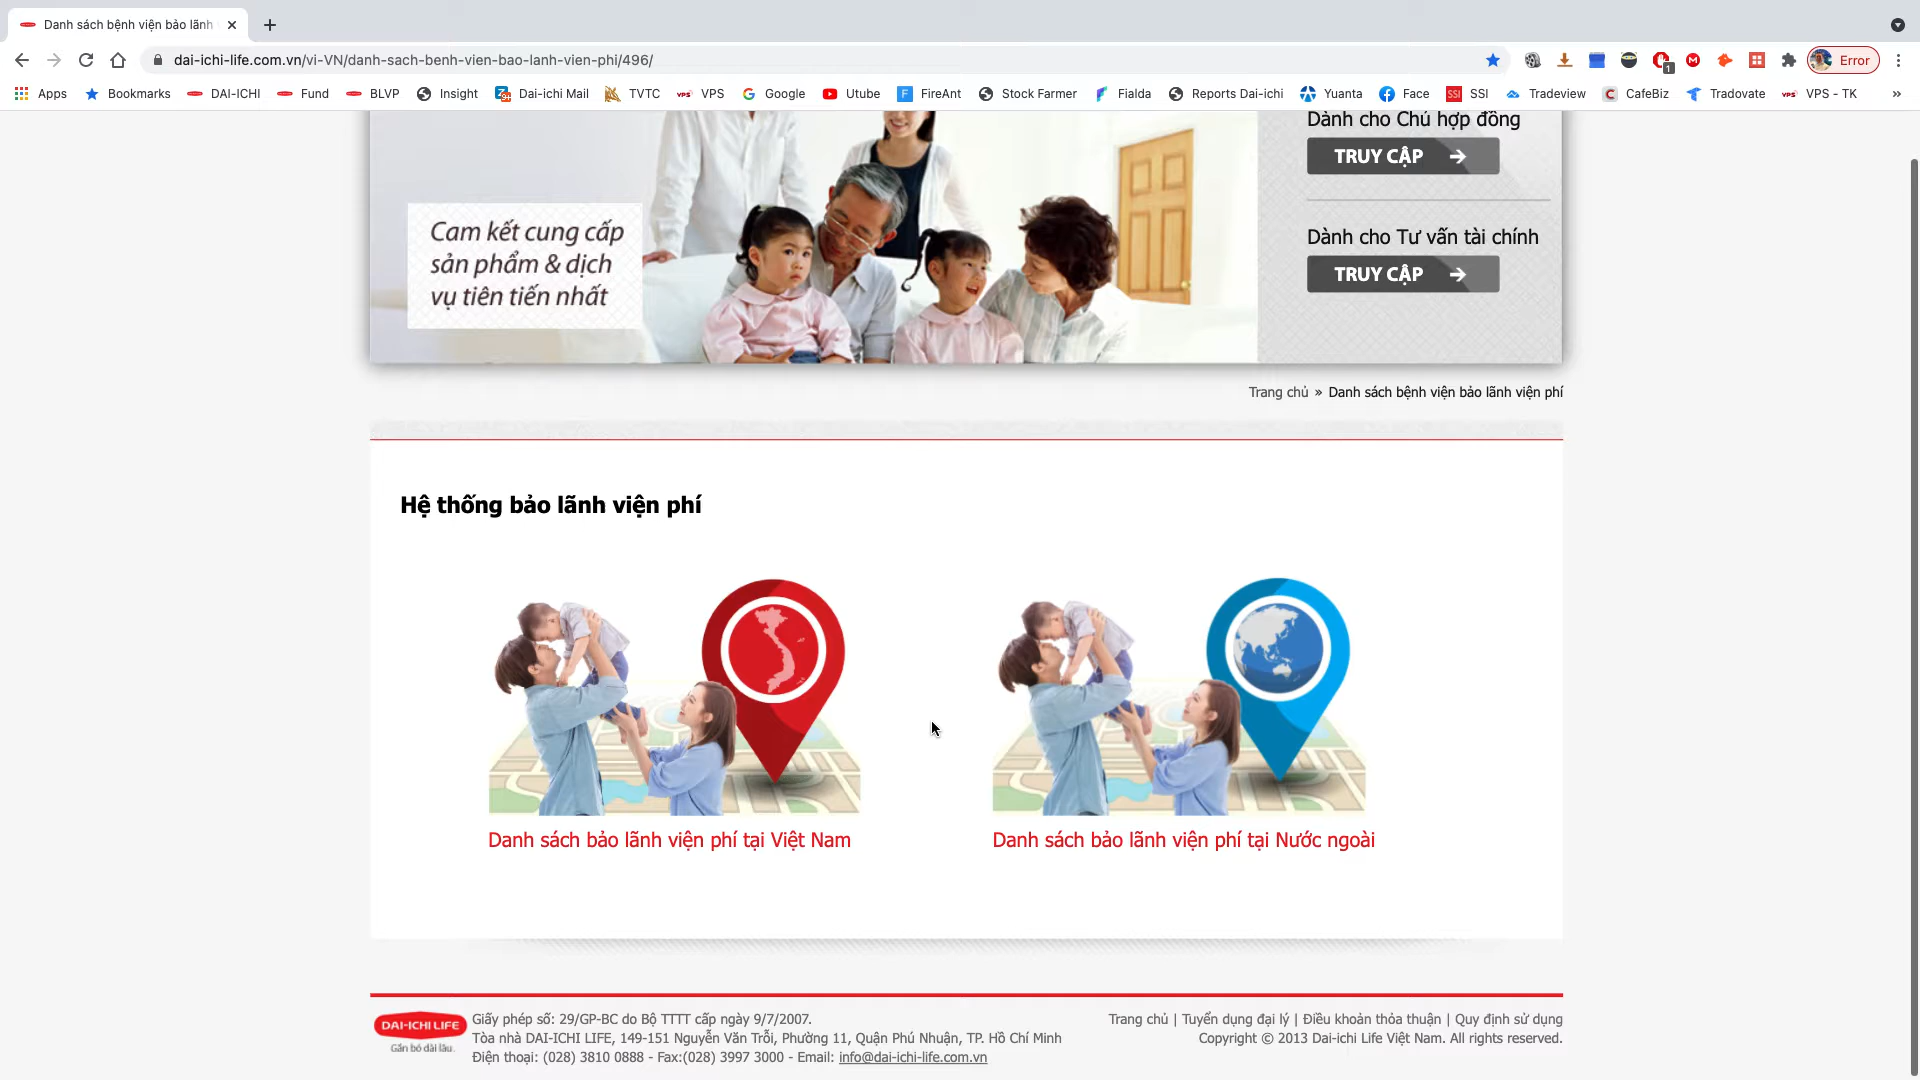 Danh sách bệnh viện bảo lãnh
dai-ichi-life.com.vn/vi-VN/danh-sach-benh-vien-bao-lanh-vien-phi/496/
1
Error
Apps
Bookmarks
DAI-ICHI
Fund
BLVP
Insight
Dai-ichi Mail
TVTC
VPS
Google
Utube
FireAnt
Stock Farmer
Fialda
Reports Dai-ichi
Yuanta
Face
SSI
Tradeview
CafeBiz
Tradovate
VPS - TK
»
Dành cho Chủ hợp đồng
TRUY CẬP
Cam kết cung cấp
sản phẩm & dịch
vụ tiên tiến nhất
Dành cho Tư vấn tài chính
TRUY CẬP
Trang chủ » Danh sách bệnh viện bảo lãnh viện phí
Hệ thống bảo lãnh viện phí
Danh sách bảo lãnh viện phí tại Việt Nam
Danh sách bảo lãnh viện phí tại Nước ngoài
DAI-ICHI LIFE
Gắn bó dài lâu.
Giấy phép số: 29/GP-BC do Bộ TTTT cấp ngày 9/7/2007.
Tòa nhà DAI-ICHI LIFE, 149-151 Nguyễn Văn Trỗi, Phường 11, Quận Phú Nhuận, TP. Hồ Chí Minh
Điện thoại: (028) 3810 0888 - Fax:(028) 3997 3000 - Email: info@dai-ichi-life.com.vn
Trang chủ | Tuyển dụng đại lý | Điều khoản thỏa thuận | Quy định sử dụng
Copyright © 2013 Dai-ichi Life Việt Nam. All rights reserved.